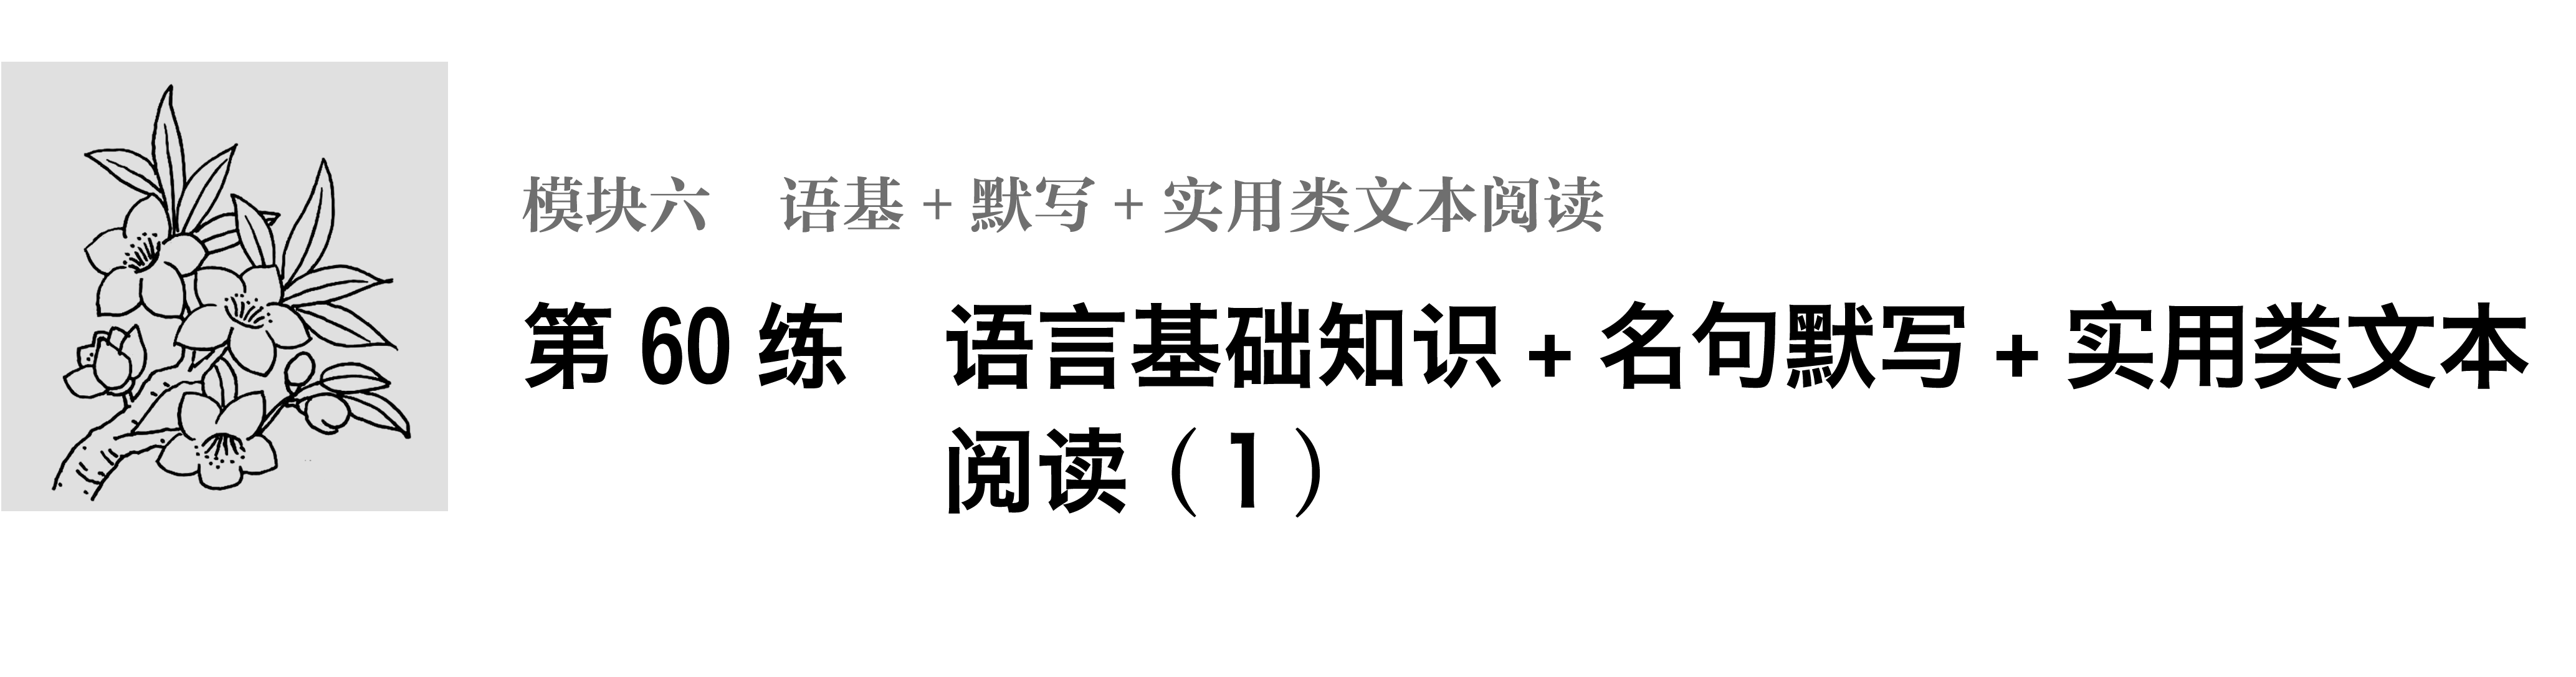 模块六　语基 + 默写 + 实用类文本阅读
第 60 练　语言基础知识 + 名句默写 + 实用类文本
阅读（1）